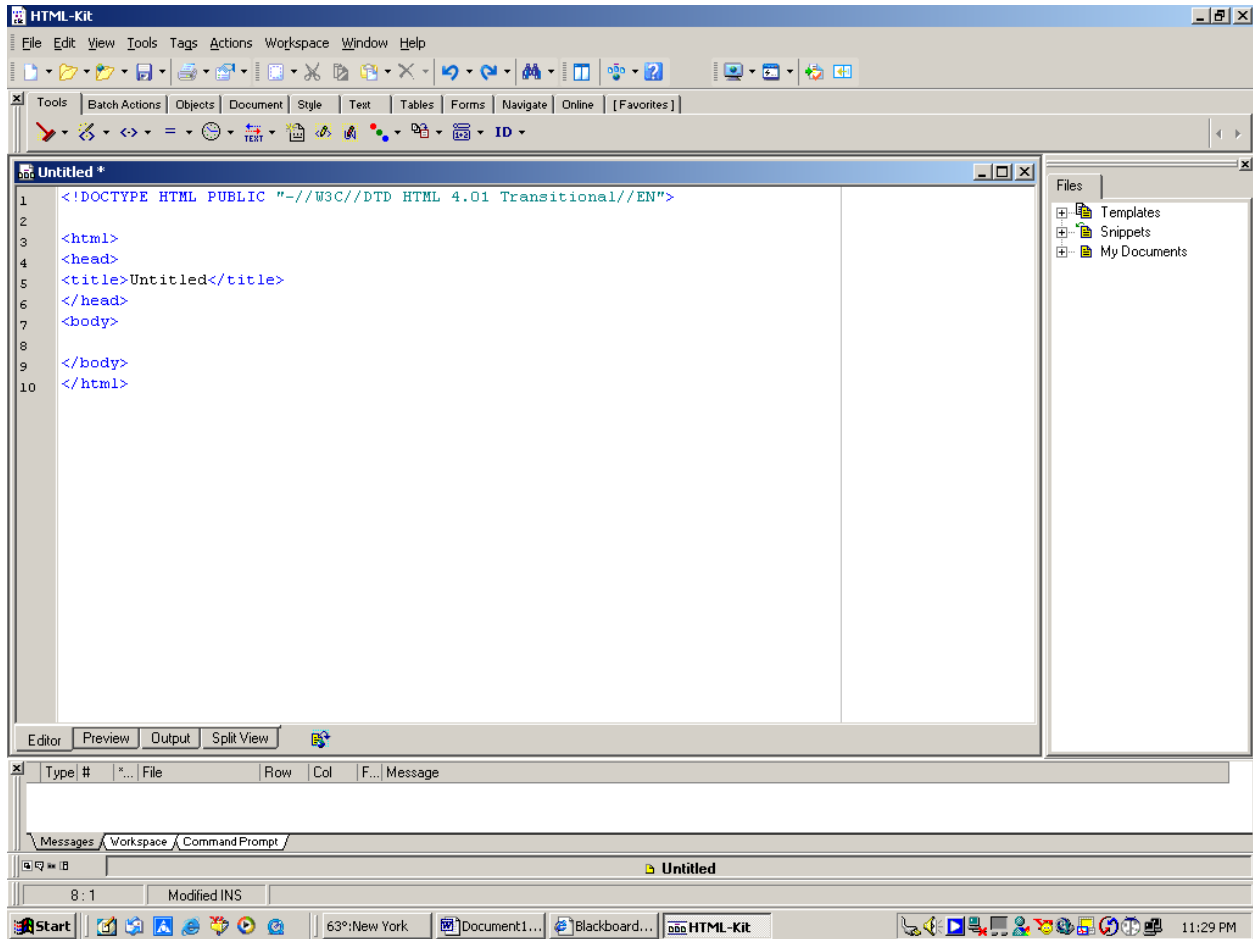 HTML-Kit
File Edit View Tools Tags Actions Workspace Window Help
Tools Batch Actions Objects Document Style Text Tables Forms Navigate Online [Favorites]
TEXT ID
Untitled *
Files
1 <!DOCTYPE HTML PUBLIC "-//W3C//DTD HTML 4.01 Transitional//EN">
2
3 <html>
4 <head>
5 <title>Untitled</title>
6 </head>
7 <body>
8
9 </body>
10 </html>
Templates
Snippets
My Documents
Editor Preview Output Split View
Type # *... File Row Col F... Message
Messages Workspace Command Prompt
Untitled
8 : 1 Modified INS
Start 63°:New York Document1... Blackboard... HTML-Kit 11:29 PM